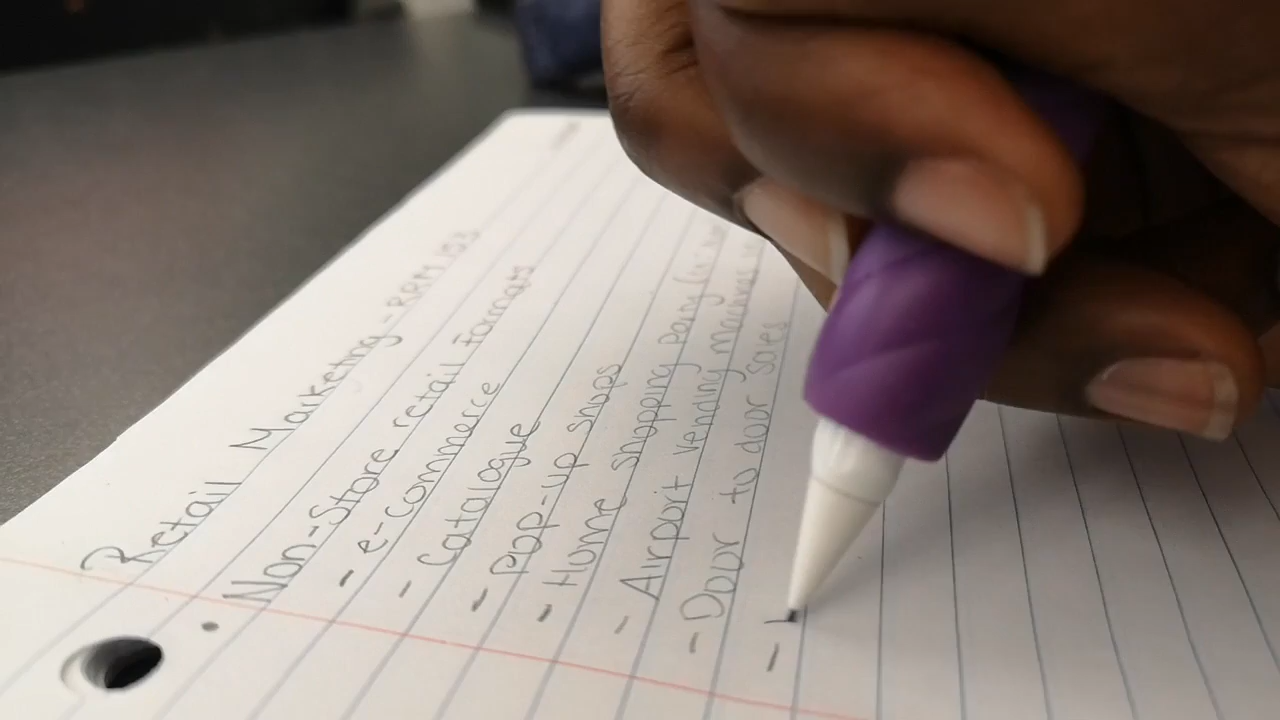 Retail Marketing - RRM 103
• Non-Store retail formats
- e-commerce
- Catalogue
- Pop-up shops
- Home shopping party
- Airport vending machines
- Door to door sales
-